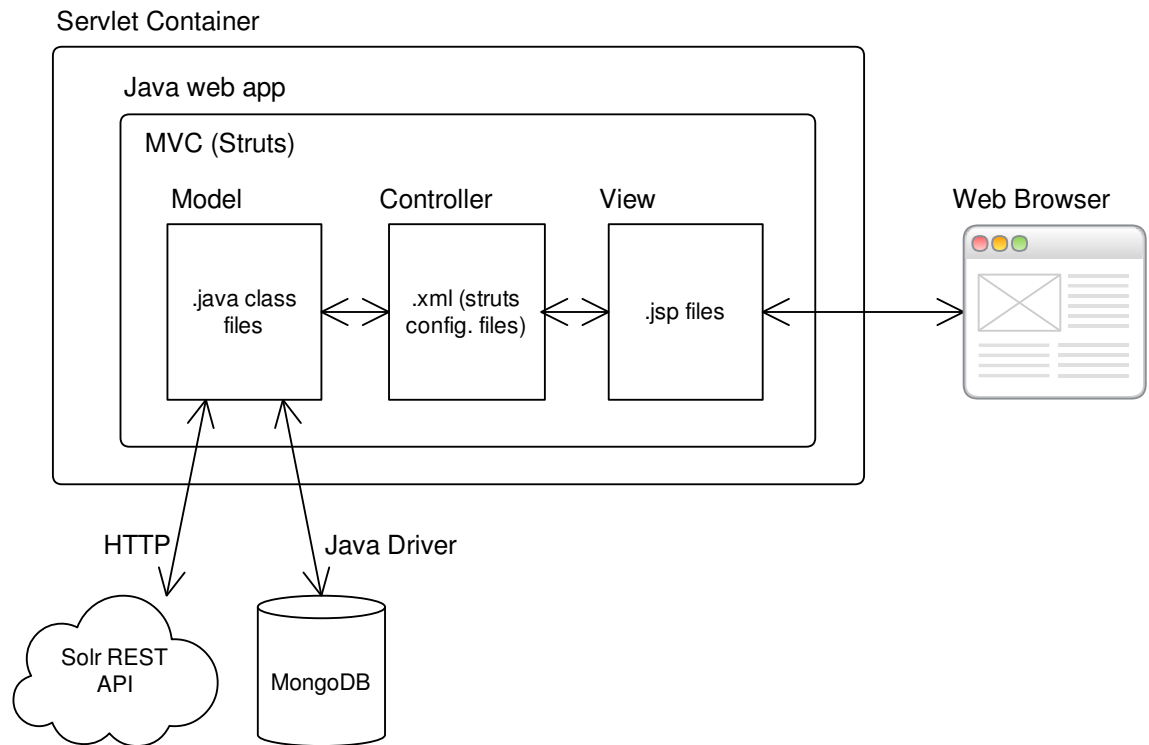 Servlet Container
Java web app
MVC (Struts)
Model
Controller
View
Web Browser
.java class
files
.xml (struts
config. files)
.jsp files
HTTP
Java Driver
Solr REST
API
MongoDB